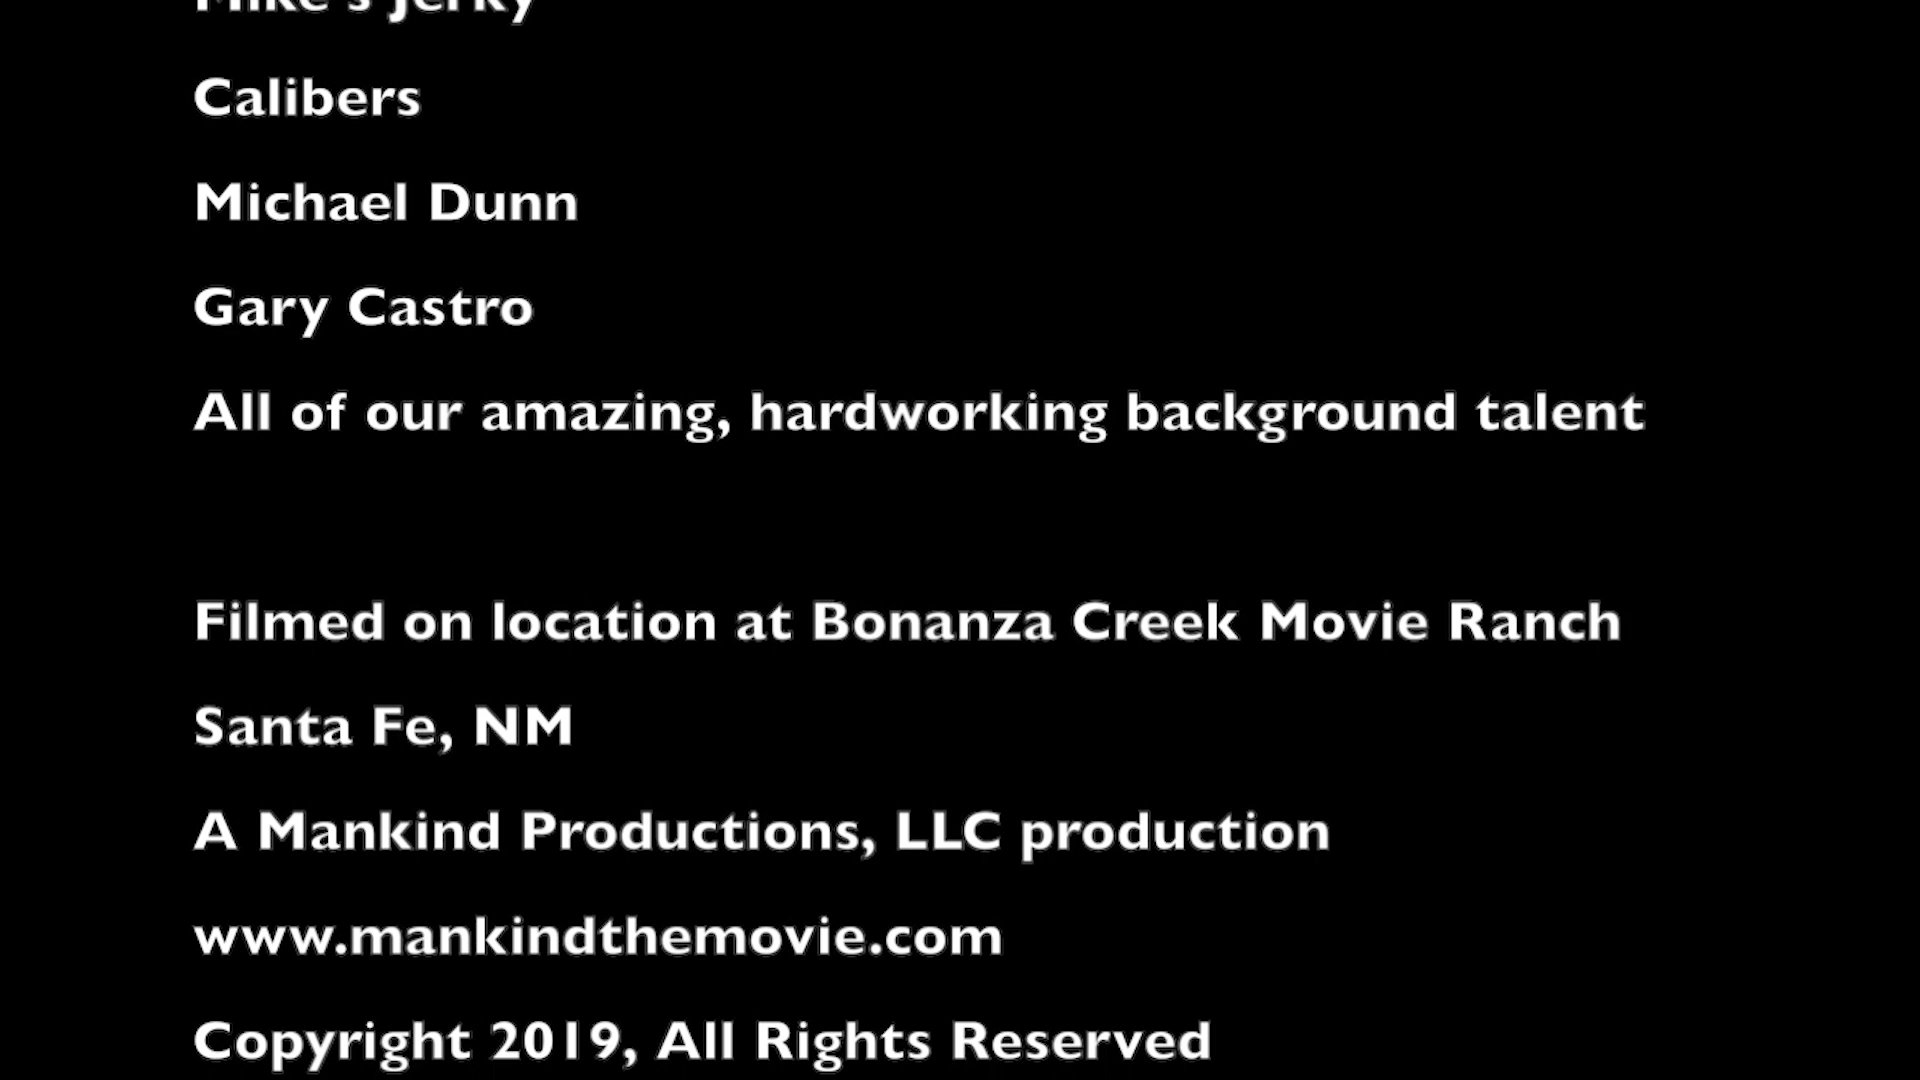 Mike's Jerky
Calibers
Michael Dunn
Gary Castro
All of our amazing, hardworking background talent
Filmed on location at Bonanza Creek Movie Ranch
Santa Fe, NM
A Mankind Productions, LLC production
www.mankindthemovie.com
Copyright 2019, All Rights Reserved